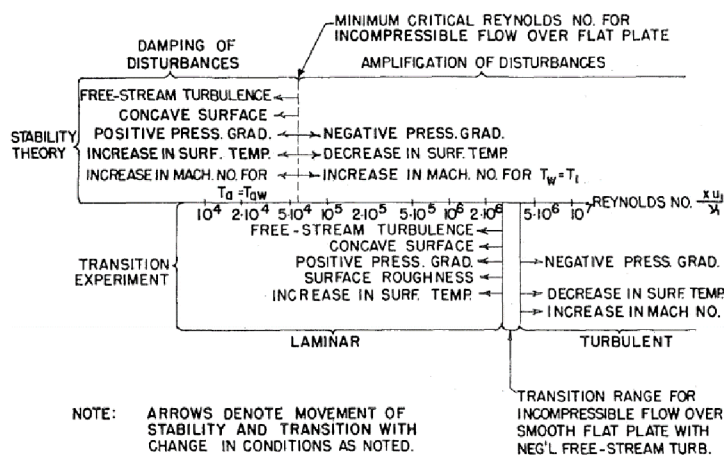 MINIMUM CRITICAL REYNOLDS NO. FOR
INCOMPRESSIBLE FLOW OVER FLAT PLATE
DAMPING OF
DISTURBANCES
AMPLIFICATION OF DISTURBANCES
STABILITY
THEORY
FREE-STREAM TURBULENCE
CONCAVE SURFACE
POSITIVE PRESS. GRAD.
NEGATIVE PRESS. GRAD.
INCREASE IN SURF. TEMP.
DECREASE IN SURF. TEMP.
INCREASE IN MACH. NO. FOR
Ta = Taw
INCREASE IN MACH. NO. FOR Tw = T1
10⁴ 2·10⁴ 5·10⁴ 10⁵ 2·10⁵ 5·10⁵ 10⁶ 2·10⁶ 5·10⁶ 10⁷
REYNOLDS NO. xu1/ν1
TRANSITION
EXPERIMENT
FREE-STREAM TURBULENCE
CONCAVE SURFACE
POSITIVE PRESS. GRAD.
SURFACE ROUGHNESS
INCREASE IN SURF. TEMP.
NEGATIVE PRESS. GRAD.
DECREASE IN SURF. TEMP.
INCREASE IN MACH NO.
LAMINAR
TURBULENT
NOTE: ARROWS DENOTE MOVEMENT OF
STABILITY AND TRANSITION WITH
CHANGE IN CONDITIONS AS NOTED.
TRANSITION RANGE FOR
INCOMPRESSIBLE FLOW OVER
SMOOTH FLAT PLATE WITH
NEG'L FREE-STREAM TURB.